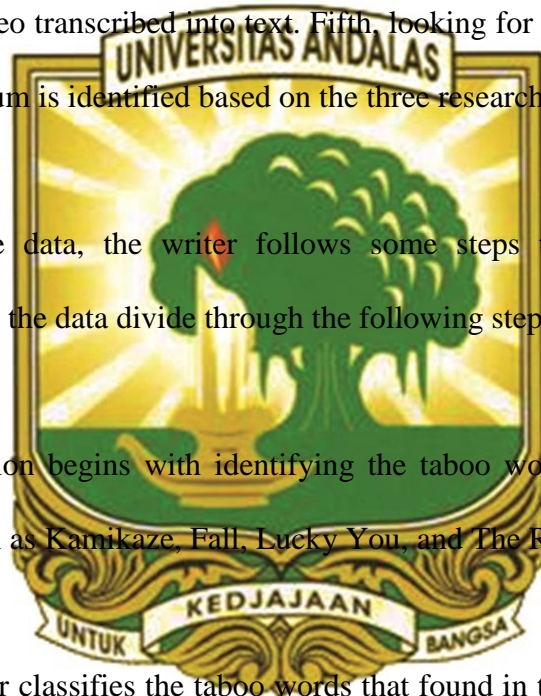 eo transcribed into text. Fifth, looking for
UNIVERSITAS ANDALAS
um is identified based on the three research
e data, the writer follows some steps
the data divide through the following step
ion begins with identifying the taboo wo
as Kamikaze, Fall, Lucky You, and The R
KEDJAJAAN
UNTUK BANGSA
r classifies the taboo words that found in t